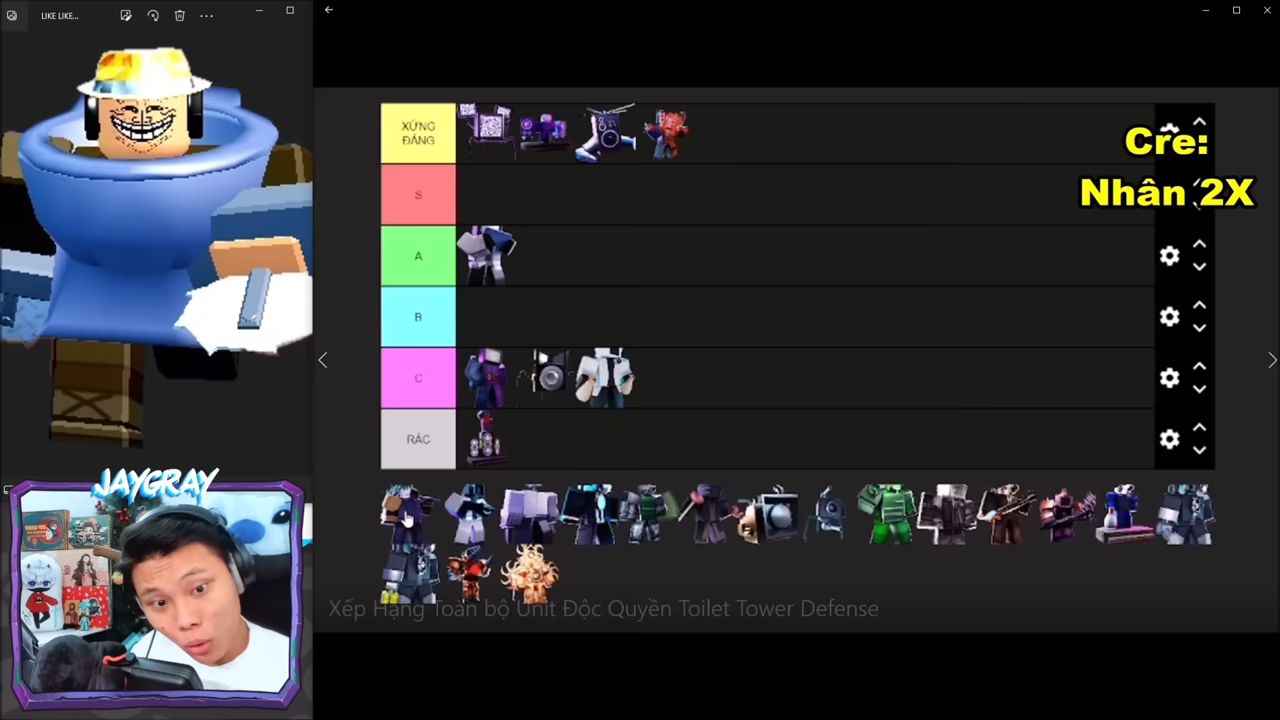 LIKE LIKE...
XỨNG
ĐÁNG
S
A
B
C
RÁC
Cre:
Nhân 2X
Xếp Hạng Toàn bộ Unit Độc Quyền Toilet Tower Defense
JAYGRAY